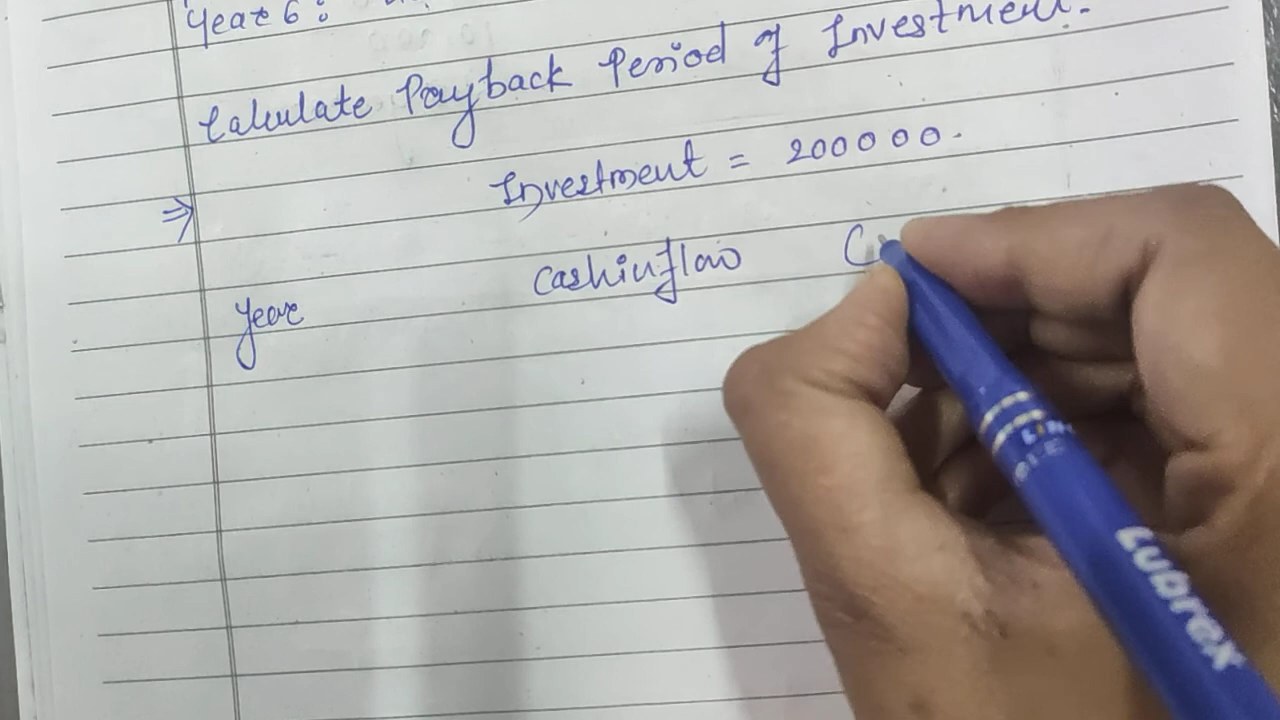 Year 6:
Calculate Payback Period of Investment.
⇒ Investment = 200000.
Year Cashinflow C
Lubrex